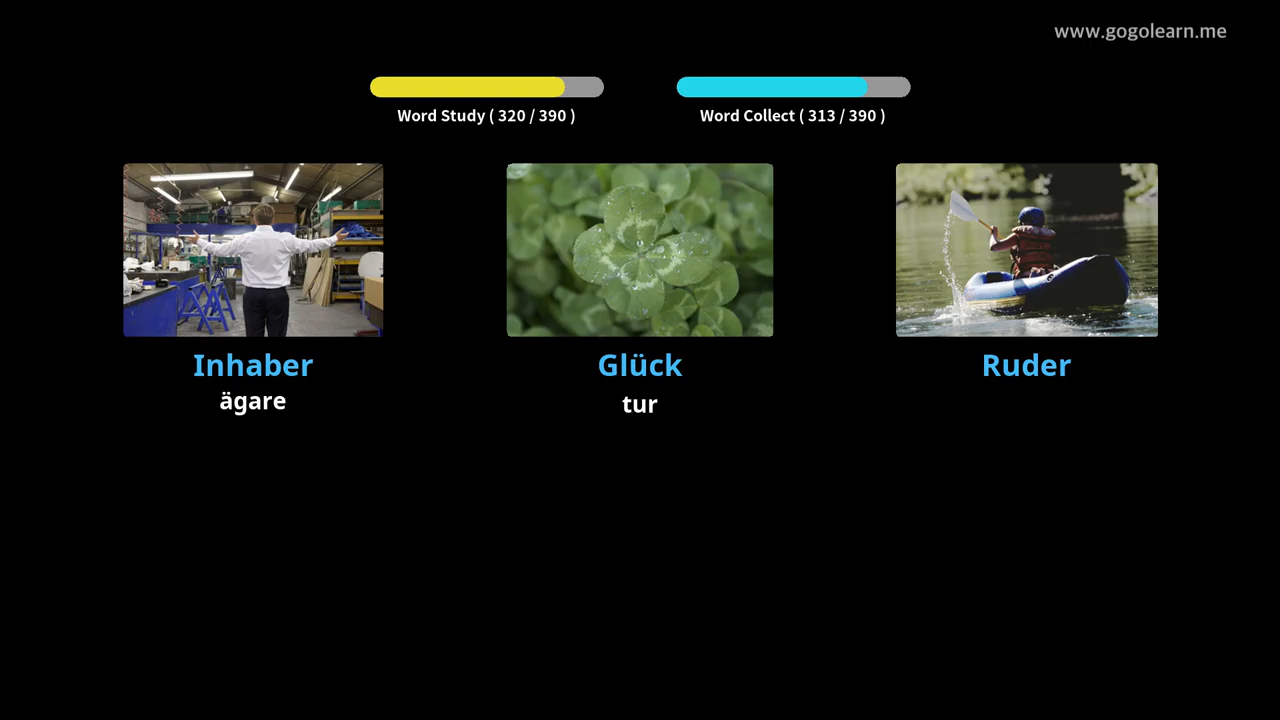 www.gogolearn.me
Word Study ( 320 / 390 )
Word Collect ( 313 / 390 )
Inhaber
ägare
Glück
tur
Ruder